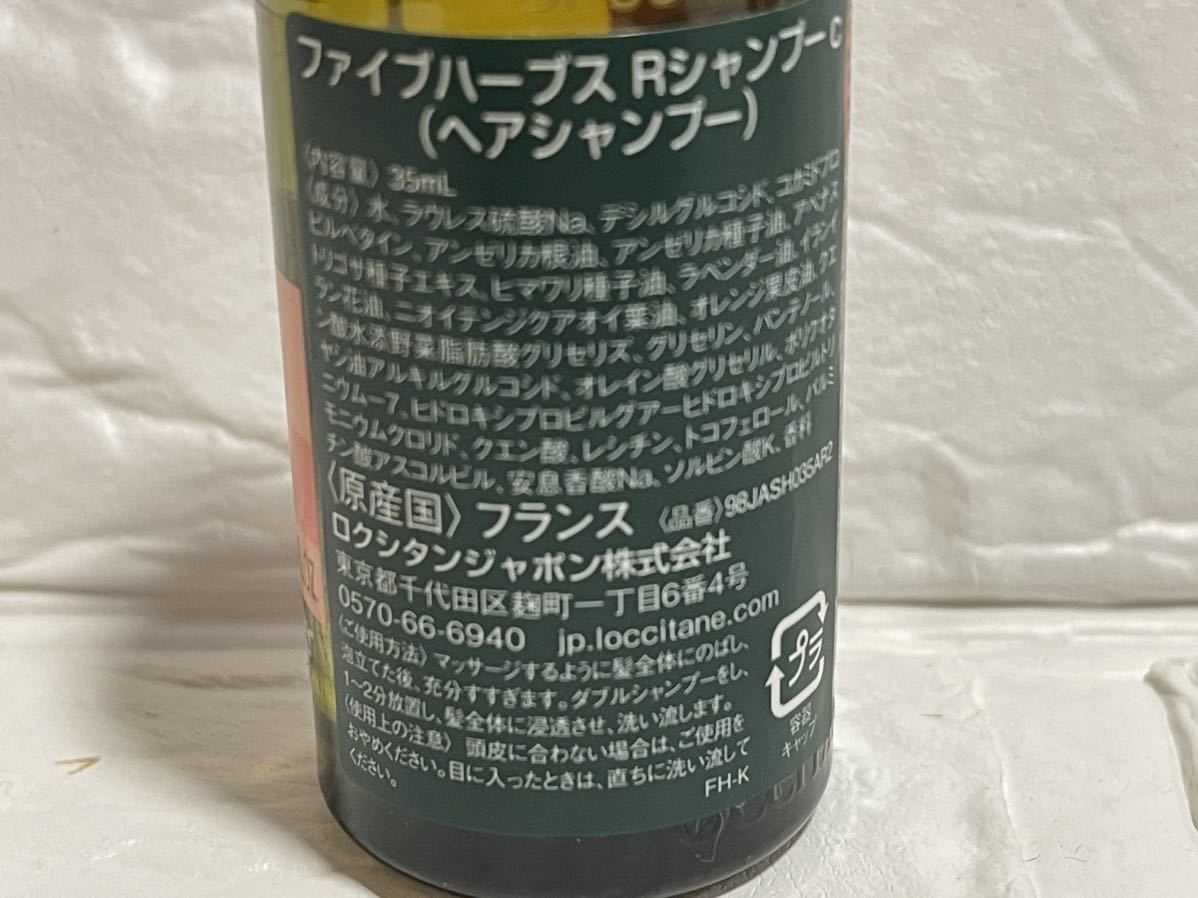 ファイブハーブス RシャンプーC
(ヘアシャンプー)
〈内容量〉 35mL
〈成分〉水、ラウレス硫酸Na、デシルグルコシド、コカミドプロ
ピルベタイン、アンゼリカ根油、アンゼリカ種子油、アベナス
トリゴサ種子エキス、ヒマワリ種子油、ラベンダー油、イランイ
ラン花油、ニオイテンジクアオイ葉油、オレンジ果皮油、クエ
ン酸水添野菜脂肪酸グリセリズ、グリセリン、パンテノール、
ヤシ油アルキルグルコシド、オレイン酸グリセリル、ポリクオタ
ニウム－7、ヒドロキシプロピルグアーヒドロキシプロピルトリ
モニウムクロリド、クエン酸、レシチン、トコフェロール、パルミ
チン酸アスコルビル、安息香酸Na、ソルビン酸K、香料
〈原産国〉フランス 〈品番〉98JASH035AR2
ロクシタンジャポン株式会社
東京都千代田区麹町一丁目6番4号
0570-66-6940 jp.loccitane.com
〈ご使用方法〉マッサージするように髪全体にのばし、
泡立てた後、充分すすぎます。ダブルシャンプーをし、
1〜2分放置し、髪全体に浸透させ、洗い流します。
〈使用上の注意〉 頭皮に合わない場合は、ご使用を
おやめください。目に入ったときは、直ちに洗い流して
ください。
FH-K
プラ
容器
キャップ